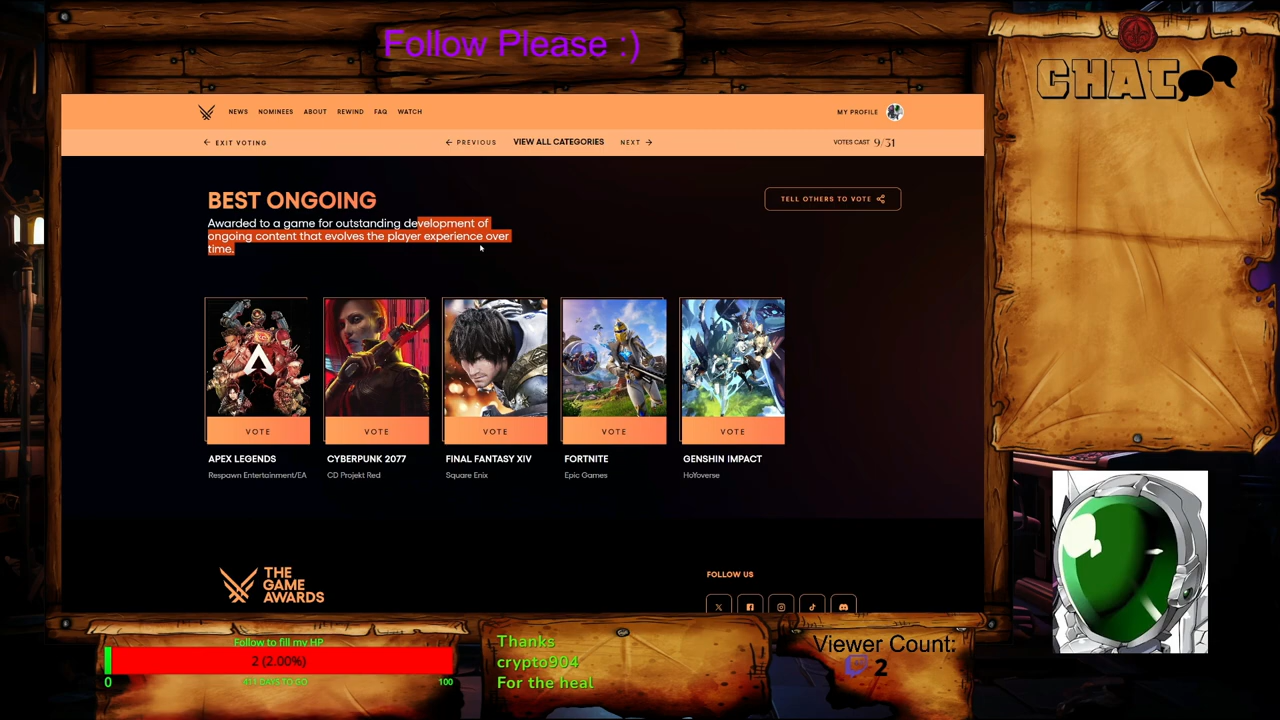 Follow Please :)
CHAT
NEWS NOMINEES ABOUT REWIND FAQ WATCH
MY PROFILE
EXIT VOTING
PREVIOUS VIEW ALL CATEGORIES NEXT
VOTES CAST 9/31
BEST ONGOING
TELL OTHERS TO VOTE
Awarded to a game for outstanding development of
ongoing content that evolves the player experience over
time.
VOTE VOTE VOTE VOTE VOTE
APEX LEGENDS CYBERPUNK 2077 FINAL FANTASY XIV FORTNITE GENSHIN IMPACT
Respawn Entertainment/EA CD Projekt Red Square Enix Epic Games HoYoverse
THE
GAME
AWARDS
FOLLOW US
Follow to fill my HP
2 (2.00%)
0 411 DAYS TO GO 100
Thanks
crypto904
For the heal
Viewer Count:
2